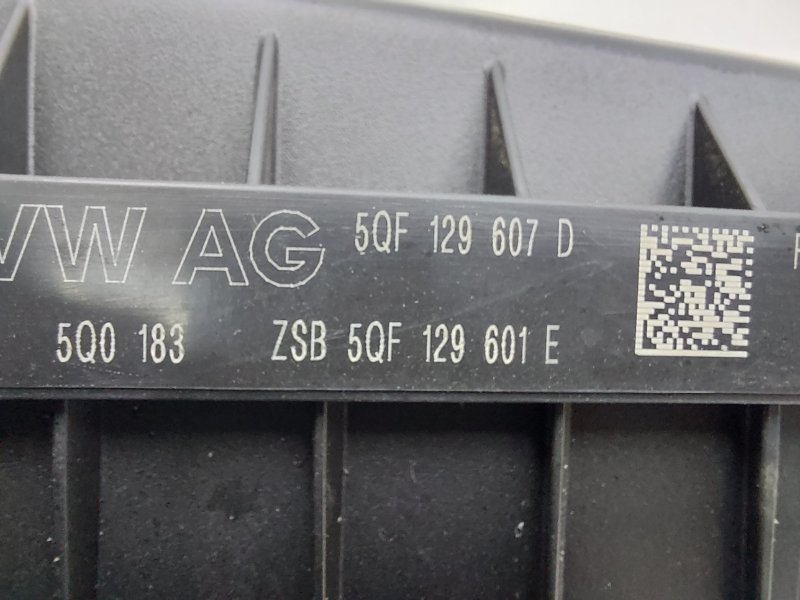 VW AG 5QF 129 607 D
5Q0 183 ZSB 5QF 129 601 E